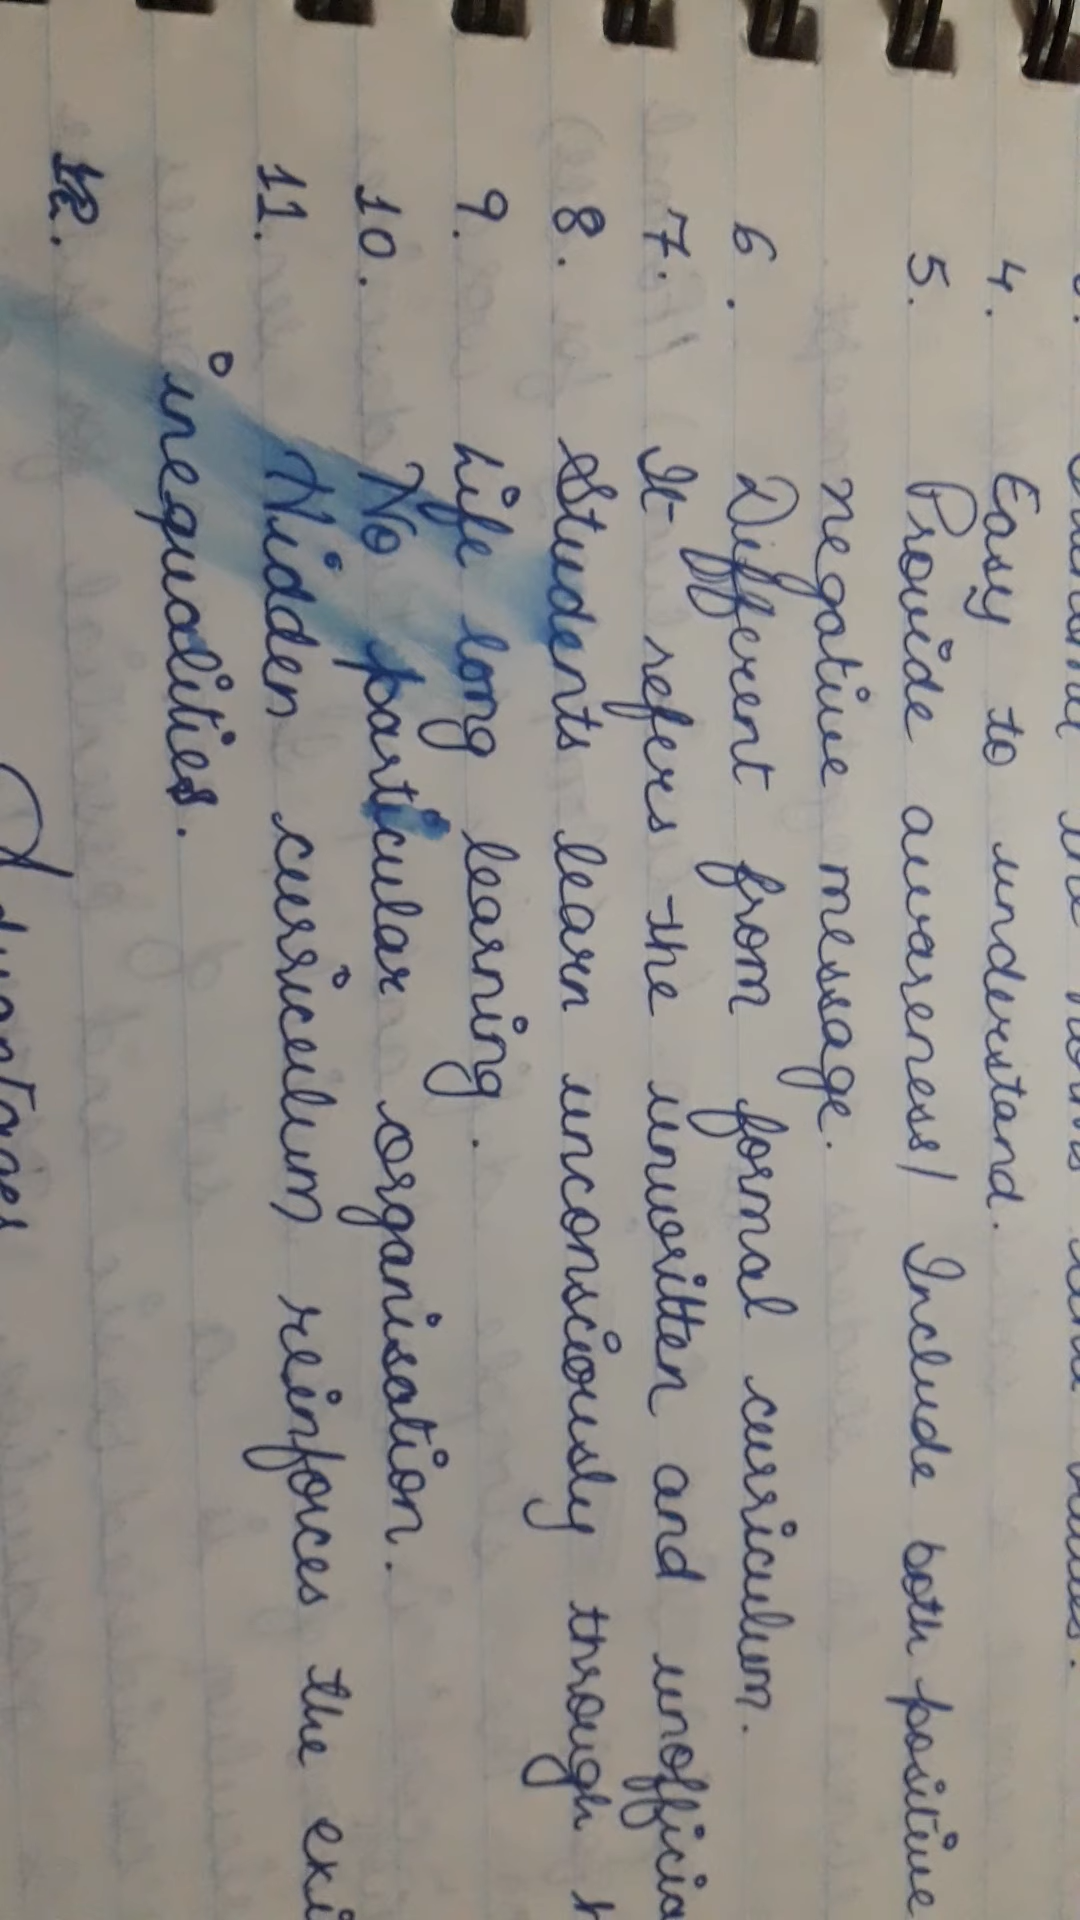 4. Easy to understand.
5. Provide awareness/ Include both positive
negative message.
6. Different from formal curriculum.
7. It refers the unwritten and
8. Students learn unconsciously through
9. Life long learning.
10. No particular organisation.
11. Hidden curriculum reinforces the
inequalities.
12.